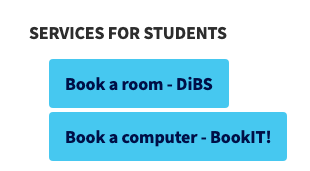 SERVICES FOR STUDENTS
Book a room - DiBS
Book a computer - BookIT!